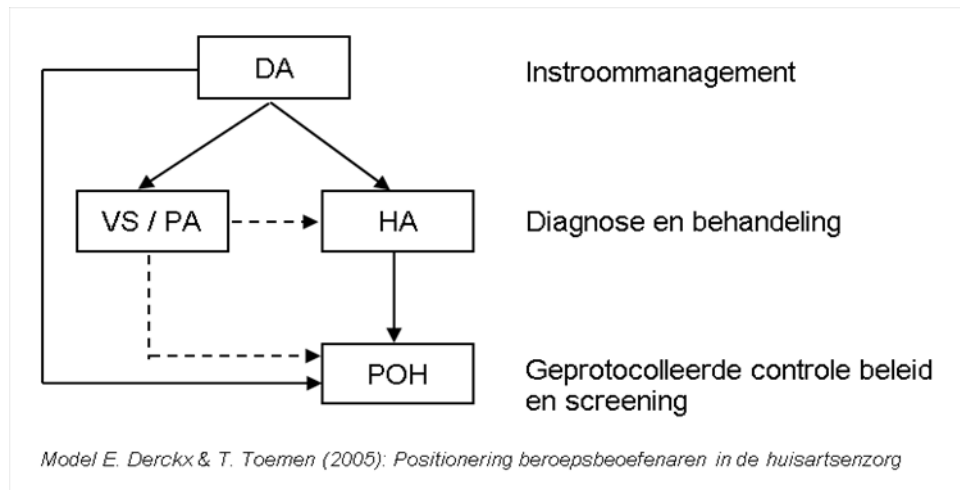 DA
Instroommanagement
VS / PA
HA
Diagnose en behandeling
POH
Geprotocolleerde controle beleid
en screening
Model E. Derckx & T. Toemen (2005): Positionering beroepsbeoefenaren in de huisartsenzorg